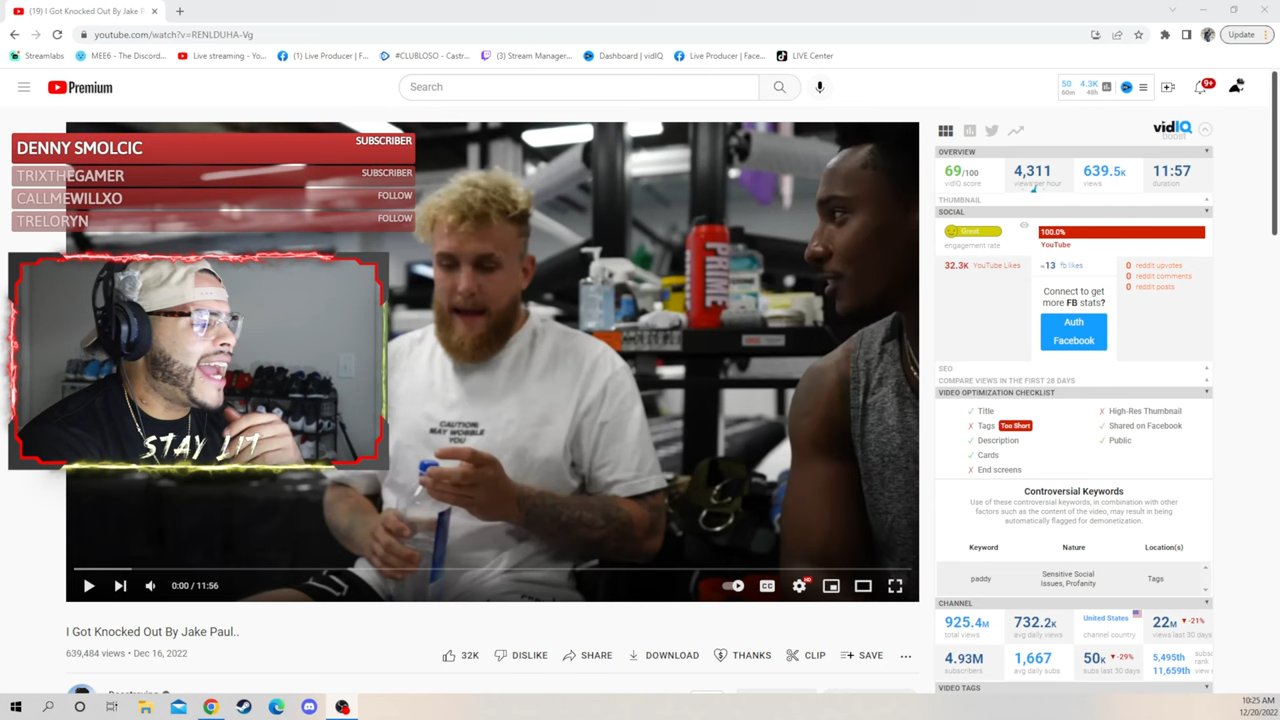 (19) I Got Knocked Out By Jake P
youtube.com/watch?v=RENLDUHA-Vg
Update
Streamlabs
MEE6 - The Discord...
Live streaming - Yo...
(1) Live Producer | F...
#CLUBLOSO - Castr...
(3) Stream Manager...
Dashboard | vidIQ
Live Producer | Face...
LIVE Center
Premium
Search
50
60m
4.3K
48h
9+
DENNY SMOLCIC SUBSCRIBER
TRIXTHEGAMER SUBSCRIBER
CALLMEWILLXO FOLLOW
TRELORYN FOLLOW
STAY LIT
CAUTION:
MAY WOBBLE
YOU
PRIME
0:00 / 11:56
CC
HD
I Got Knocked Out By Jake Paul..
639,484 views • Dec 16, 2022
32K DISLIKE SHARE DOWNLOAD THANKS CLIP SAVE
vidIQ
boost
OVERVIEW
69/100 4,311 639.5K 11:57
vidIQ score views per hour views duration
THUMBNAIL
SOCIAL
Great
engagement rate
100.0%
YouTube
32.3K YouTube Likes
~13 fb likes
Connect to get
more FB stats?
Auth
Facebook
0 reddit upvotes
0 reddit comments
0 reddit posts
SEO
COMPARE VIEWS IN THE FIRST 28 DAYS
VIDEO OPTIMIZATION CHECKLIST
✓ Title
✗ Tags Too Short
✓ Description
✓ Cards
✗ End screens
✗ High-Res Thumbnail
✓ Shared on Facebook
✓ Public
Controversial Keywords
Use of these controversial keywords, in combination with other
factors such as the content of the video, may result in being
automatically flagged for demonetization.
Keyword Nature Location(s)
paddy Sensitive Social Issues, Profanity Tags
CHANNEL
925.4M 732.2K United States 22M ▼-21%
total views avg daily views channel country views last 30 days
4.93M 1,667 50K ▼-29% 5,495th
subscribers avg daily subs subs last 30 days 11,659th
VIDEO TAGS
10:25 AM
12/20/2022